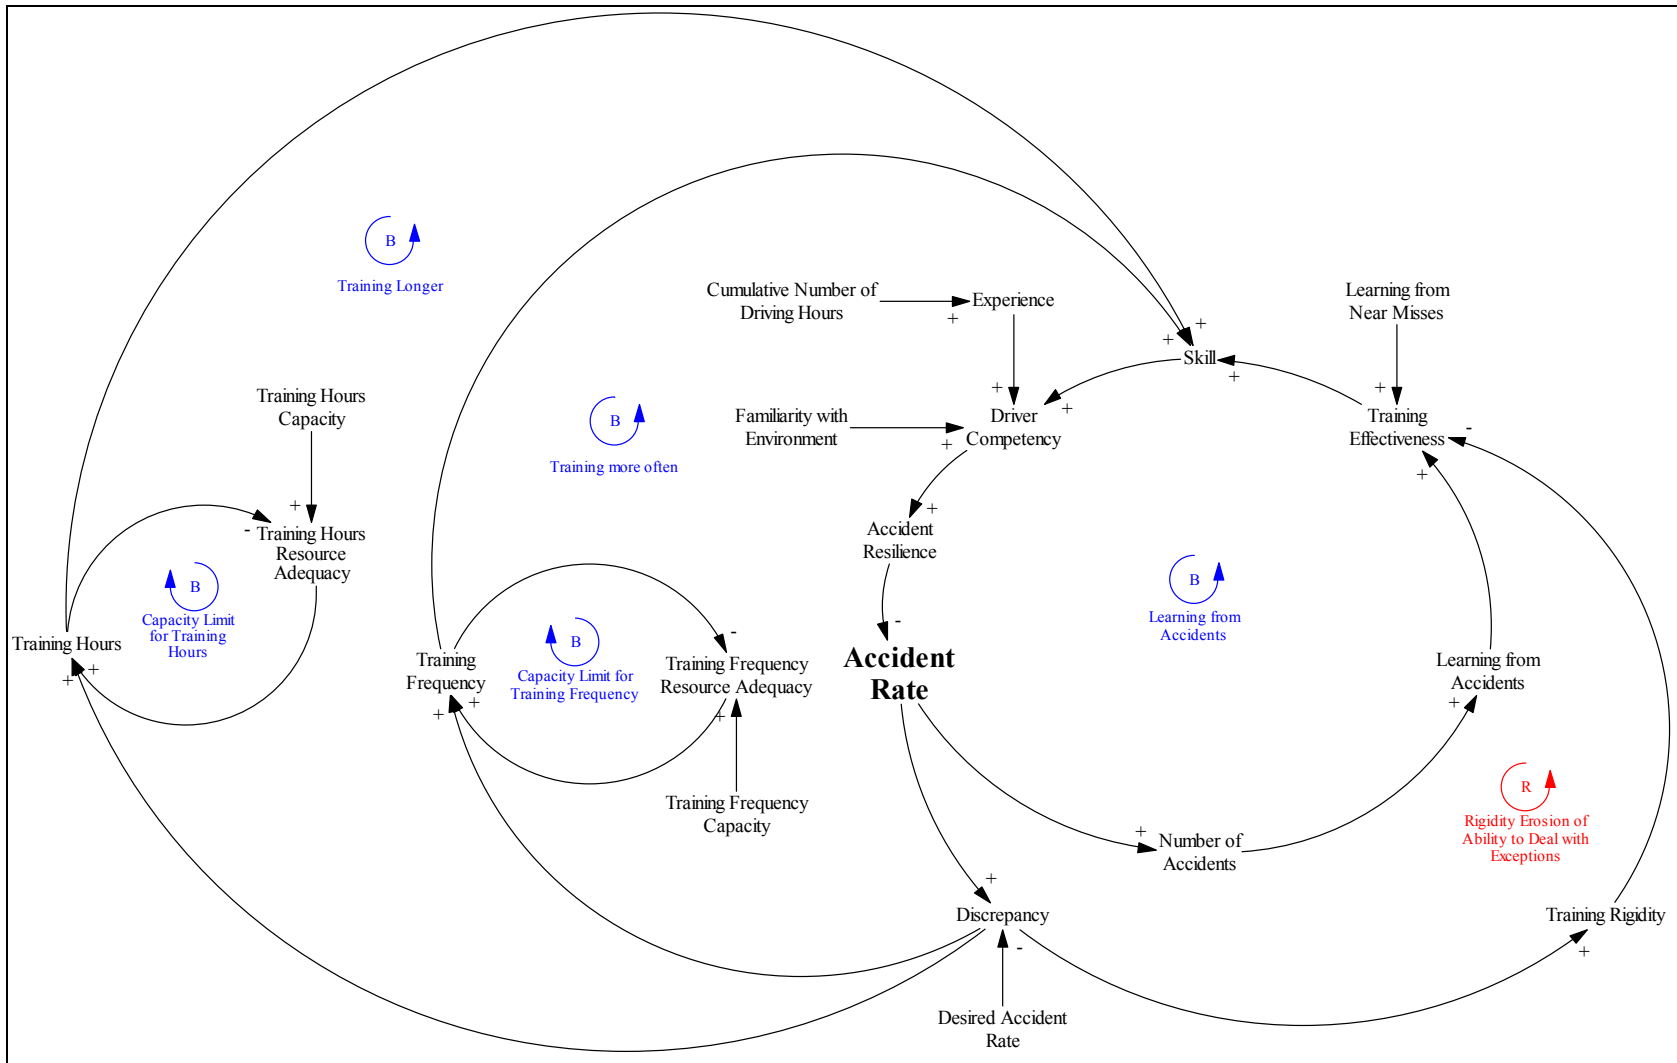 B
Training Longer
Cumulative Number of
Driving Hours
+
Experience
Learning from
Near Misses
+
+
Skill
+
Training Hours
Capacity
B
Training more often
Familiarity with
Environment
+
+
Driver
Competency
+
+
Training
Effectiveness
-
+
+
- Training Hours
Resource
Adequacy
+
Accident
Resilience
B
Capacity Limit
for Training
Hours
B
Learning from
Accidents
Training Hours
+
+
B
Capacity Limit for
Training Frequency
-
Training
Frequency
+
+
Training Frequency
Resource Adequacy
+
-
Accident
Rate
Learning from
Accidents
+
Training Frequency
Capacity
R
Rigidity Erosion of
Ability to Deal with
Exceptions
+
Number of
Accidents
+
Discrepancy
-
Training Rigidity
+
Desired Accident
Rate